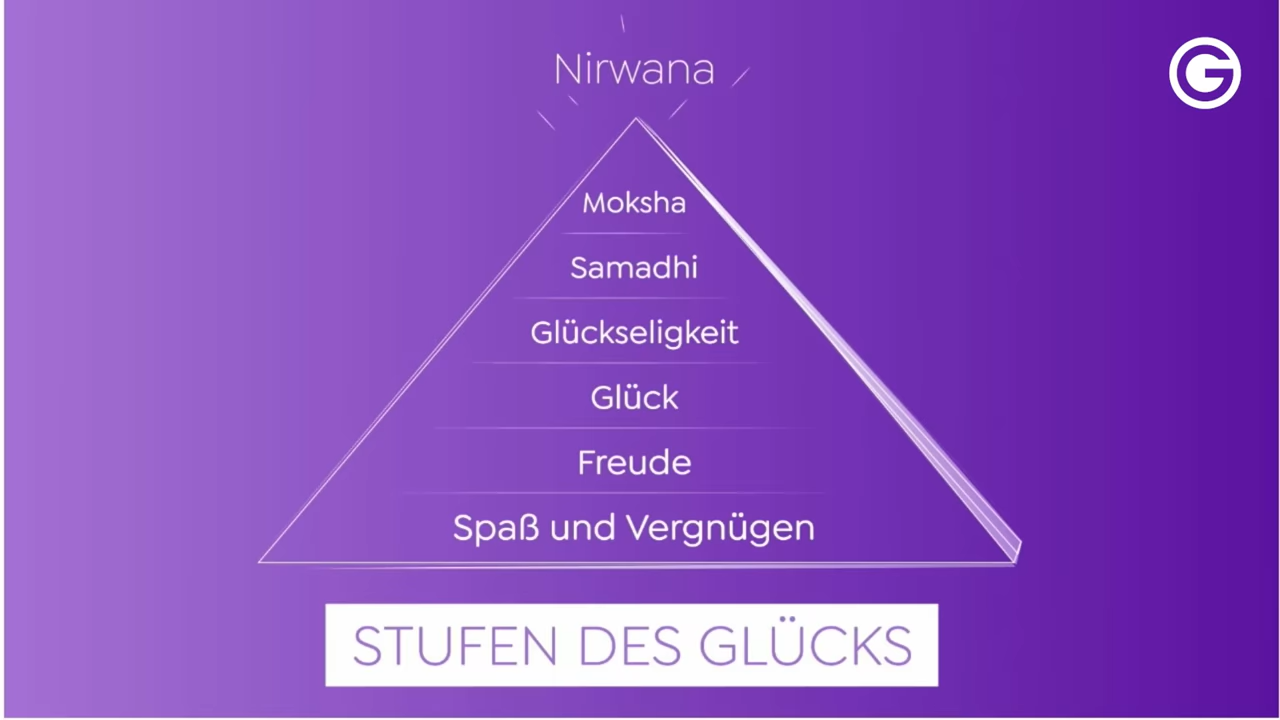 Nirwana
Moksha
Samadhi
Glückseligkeit
Glück
Freude
Spaß und Vergnügen
STUFEN DES GLÜCKS
G